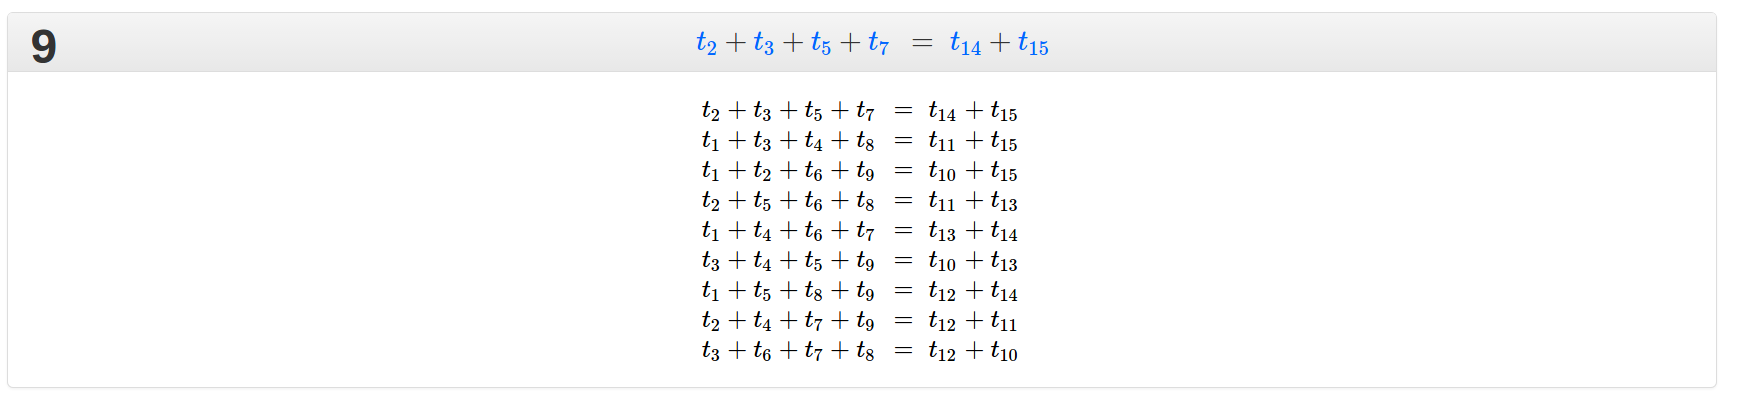 9
t₂ + t₃ + t₅ + t₇ = t₁₄ + t₁₅
t₂ + t₃ + t₅ + t₇ = t₁₄ + t₁₅
t₁ + t₃ + t₄ + t₈ = t₁₁ + t₁₅
t₁ + t₂ + t₆ + t₉ = t₁₀ + t₁₅
t₂ + t₅ + t₆ + t₈ = t₁₁ + t₁₃
t₁ + t₄ + t₆ + t₇ = t₁₃ + t₁₄
t₃ + t₄ + t₅ + t₉ = t₁₀ + t₁₃
t₁ + t₅ + t₈ + t₉ = t₁₂ + t₁₄
t₂ + t₄ + t₇ + t₉ = t₁₂ + t₁₁
t₃ + t₆ + t₇ + t₈ = t₁₂ + t₁₀